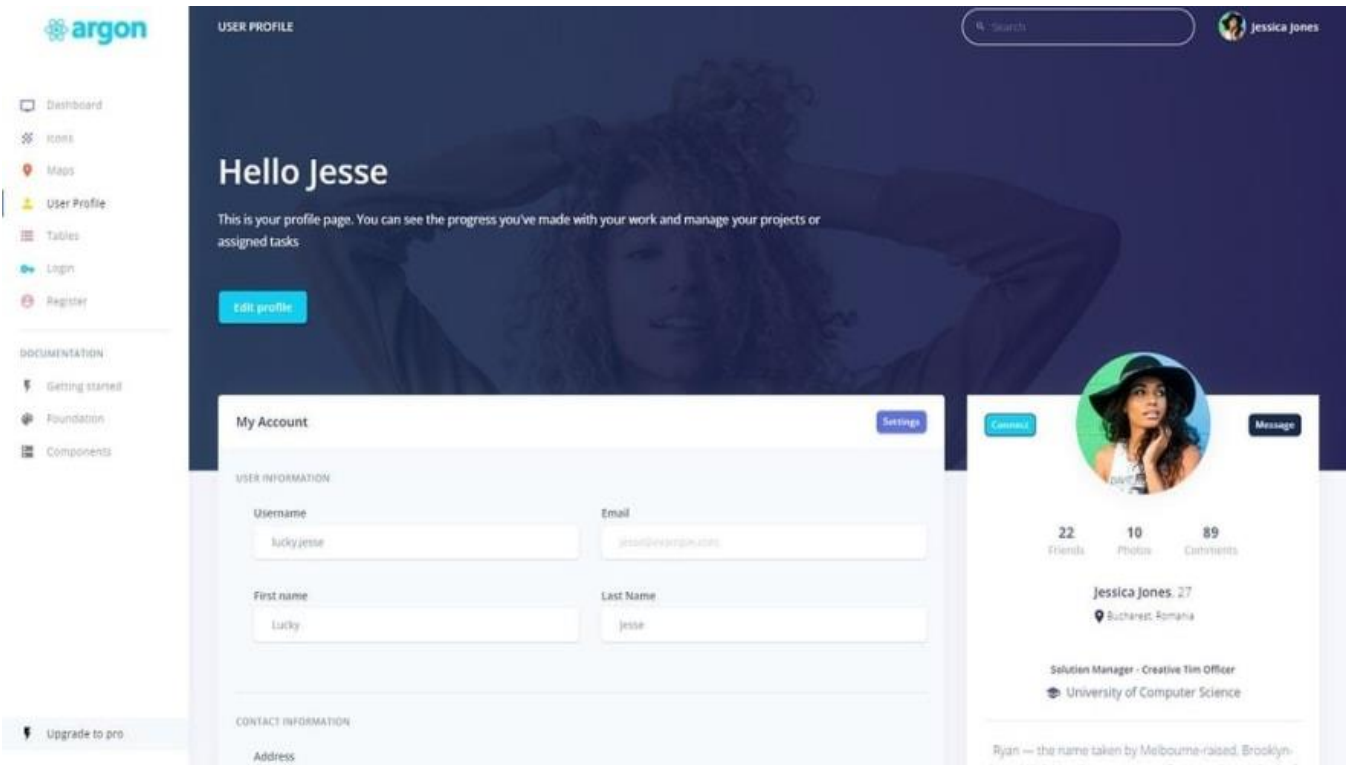 argon
USER PROFILE
Search
Jessica Jones
Dashboard
Icons
Maps
User Profile
Tables
Login
Register
DOCUMENTATION
Getting started
Foundation
Components
Upgrade to pro
Hello Jesse
This is your profile page. You can see the progress you've made with your work and manage your projects or
assigned tasks
Edit profile
My Account
Settings
USER INFORMATION
Username
Email
lucky.jesse
jesse@example.com
First name
Last Name
Lucky
Jesse
CONTACT INFORMATION
Address
Connect
Message
22 10 89
Friends Photos Comments
Jessica Jones, 27
Bucharest, Romania
Solution Manager - Creative Tim Officer
University of Computer Science
Ryan — the name taken by Melbourne-raised, Brooklyn-